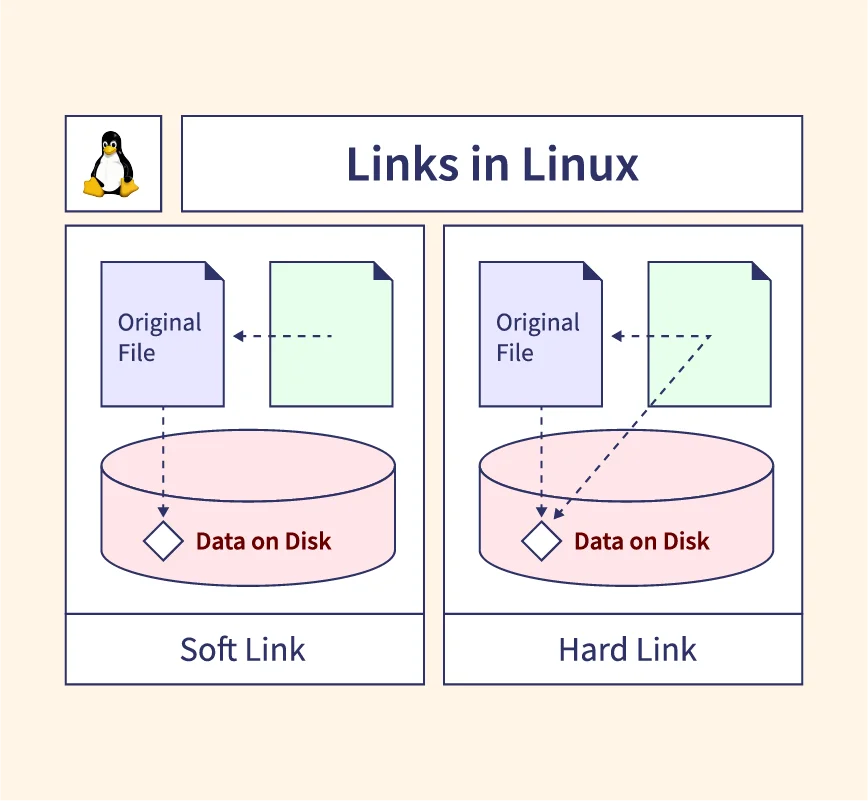 Links in Linux
Original
File
Data on Disk
Soft Link
Original
File
Data on Disk
Hard Link